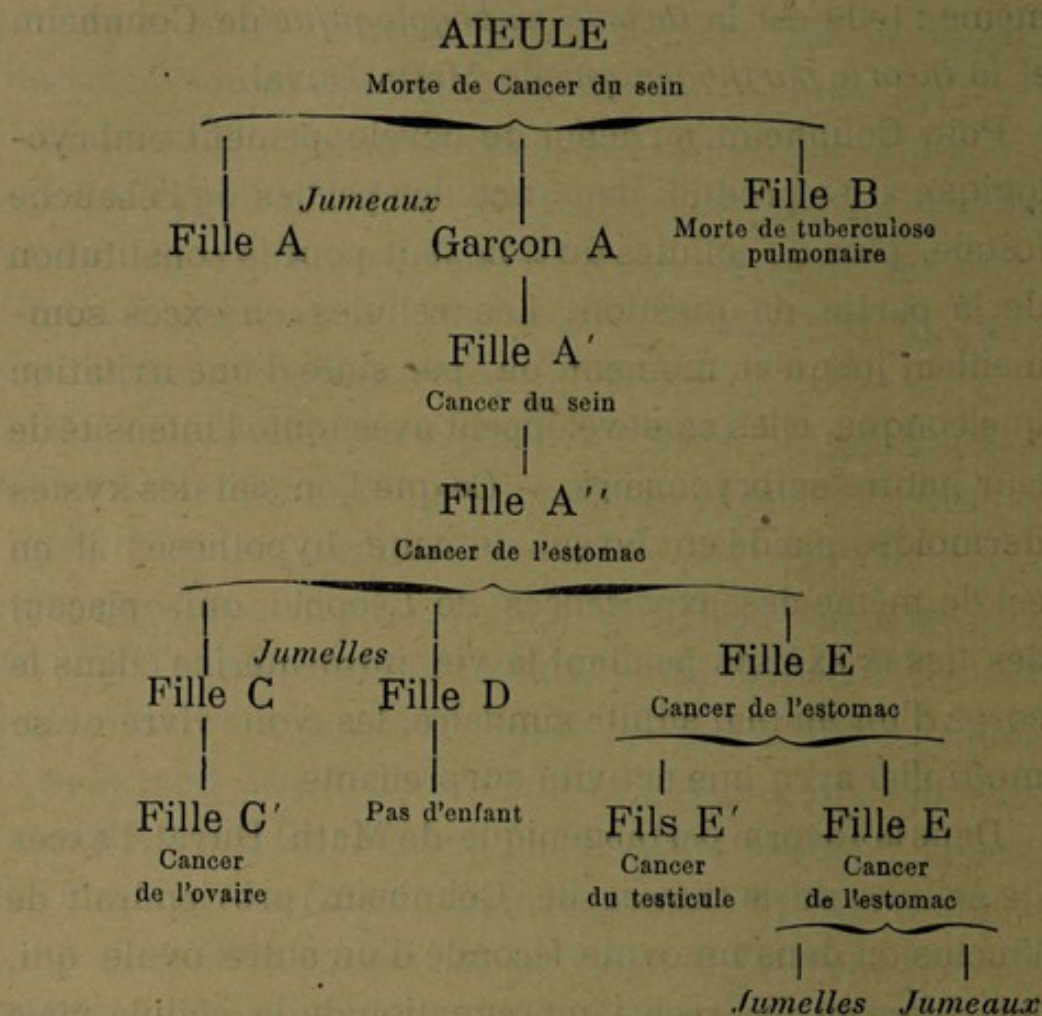 AIEULE
Morte de Cancer du sein
Jumeaux
Fille A
Garçon A
Fille B
Morte de tuberculose
pulmonaire
Fille A'
Cancer du sein
Fille A''
Cancer de l'estomac
Jumelles
Fille C
Fille D
Fille E
Cancer de l'estomac
Fille C'
Cancer
de l'ovaire
Pas d'enfant
Fils E'
Cancer
du testicule
Fille E
Cancer
de l'estomac
Jumelles
Jumeaux